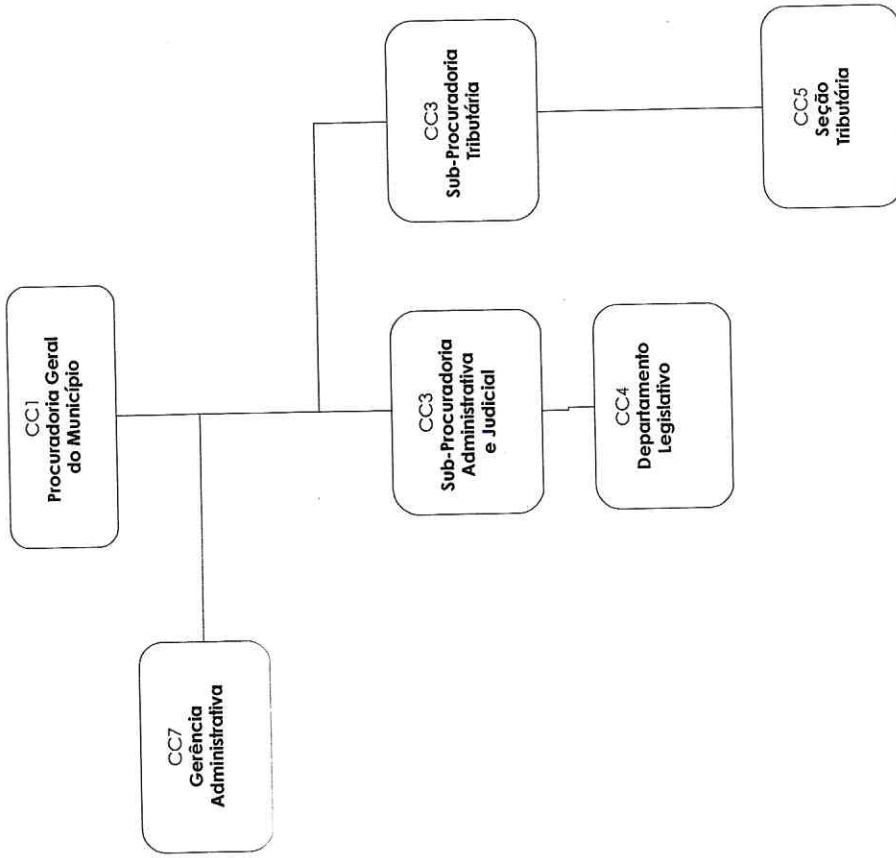 CC1
Procuradoria Geral
do Município
CC7
Gerência
Administrativa
CC3
Sub-Procuradoria
Administrativa
e Judicial
CC3
Sub-Procuradoria
Tributária
CC4
Departamento
Legislativo
CC5
Seção
Tributária